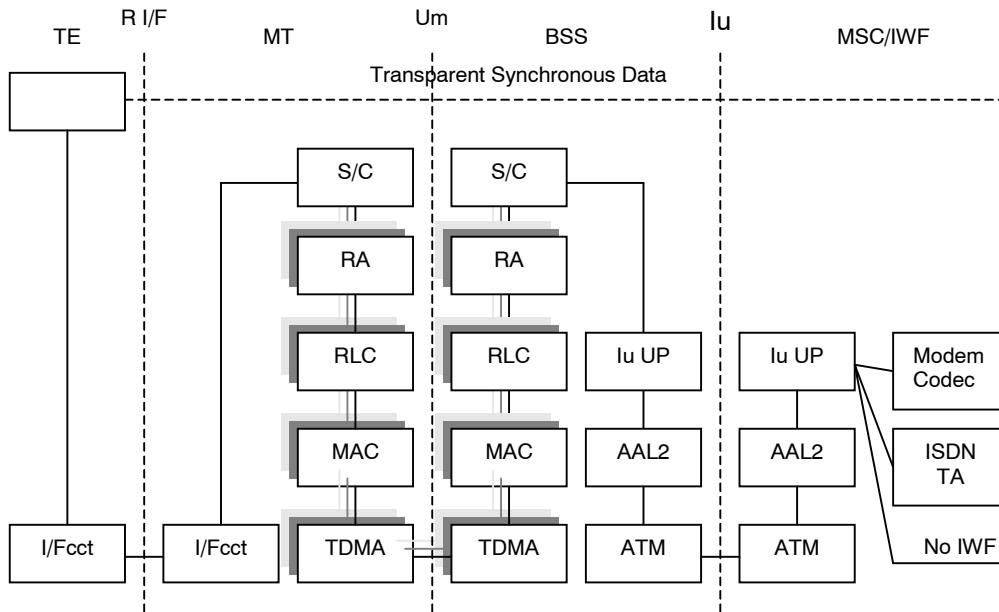 R I/F
Um
Iu
TE
MT
BSS
MSC/IWF
Transparent Synchronous Data
S/C
S/C
RA
RA
RLC
RLC
Iu UP
Iu UP
Modem
Codec
MAC
MAC
AAL2
AAL2
ISDN
TA
I/Fcct
I/Fcct
TDMA
TDMA
ATM
ATM
No IWF